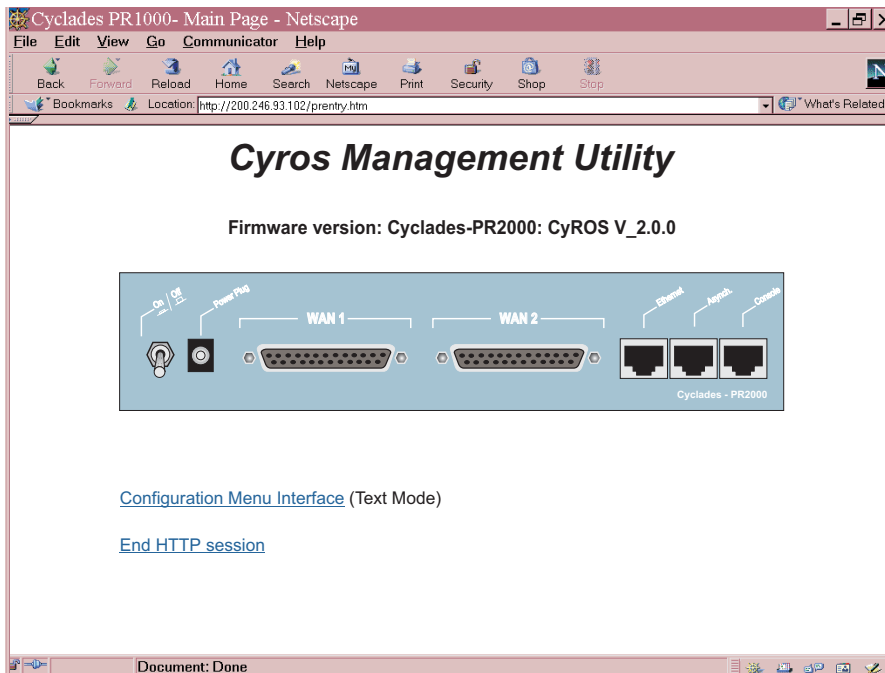 Cyclades PR1000- Main Page - Netscape
File Edit View Go Communicator Help
Back Forward Reload Home Search Netscape Print Security Shop Stop
Bookmarks Location: http://200.246.93.102/prentry.htm What's Related
Cyros Management Utility
Firmware version: Cyclades-PR2000: CyROS V_2.0.0
On / Off Power Plug WAN 1 WAN 2 Ethernet Asynch. Console
Cyclades - PR2000
Configuration Menu Interface (Text Mode)
End HTTP session
Document: Done